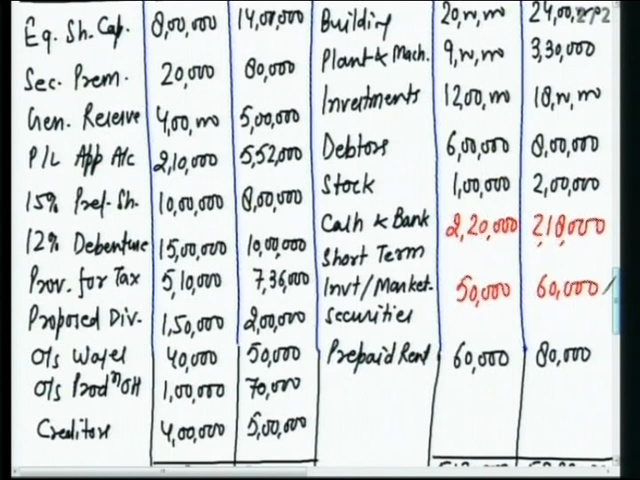 Eq. Sh. Cap. 8,00,000 14,00,000 Building 20,00,000 24,00,000
Sec. Prem. 20,000 80,000 Plant & Mach. 9,00,000 3,30,000
Gen. Reserve 4,00,000 5,00,000 Investments 12,00,000 18,00,000
P/L App A/c 2,10,000 5,52,000 Debtors 6,00,000 8,00,000
15% Pref. Sh. 10,00,000 8,00,000 Stock 1,00,000 2,00,000
12% Debenture 15,00,000 10,00,000 Cash & Bank 2,20,000 2,18,000
Prov. for Tax 5,10,000 7,36,000 Short Term
Invt/Market. 50,000 60,000
Proposed Div. 1,50,000 2,00,000 Securities
O/s Wages 40,000 50,000 Prepaid Rent 60,000 80,000
O/s Prodⁿ OH 1,00,000 70,000
Creditors 4,00,000 5,00,000